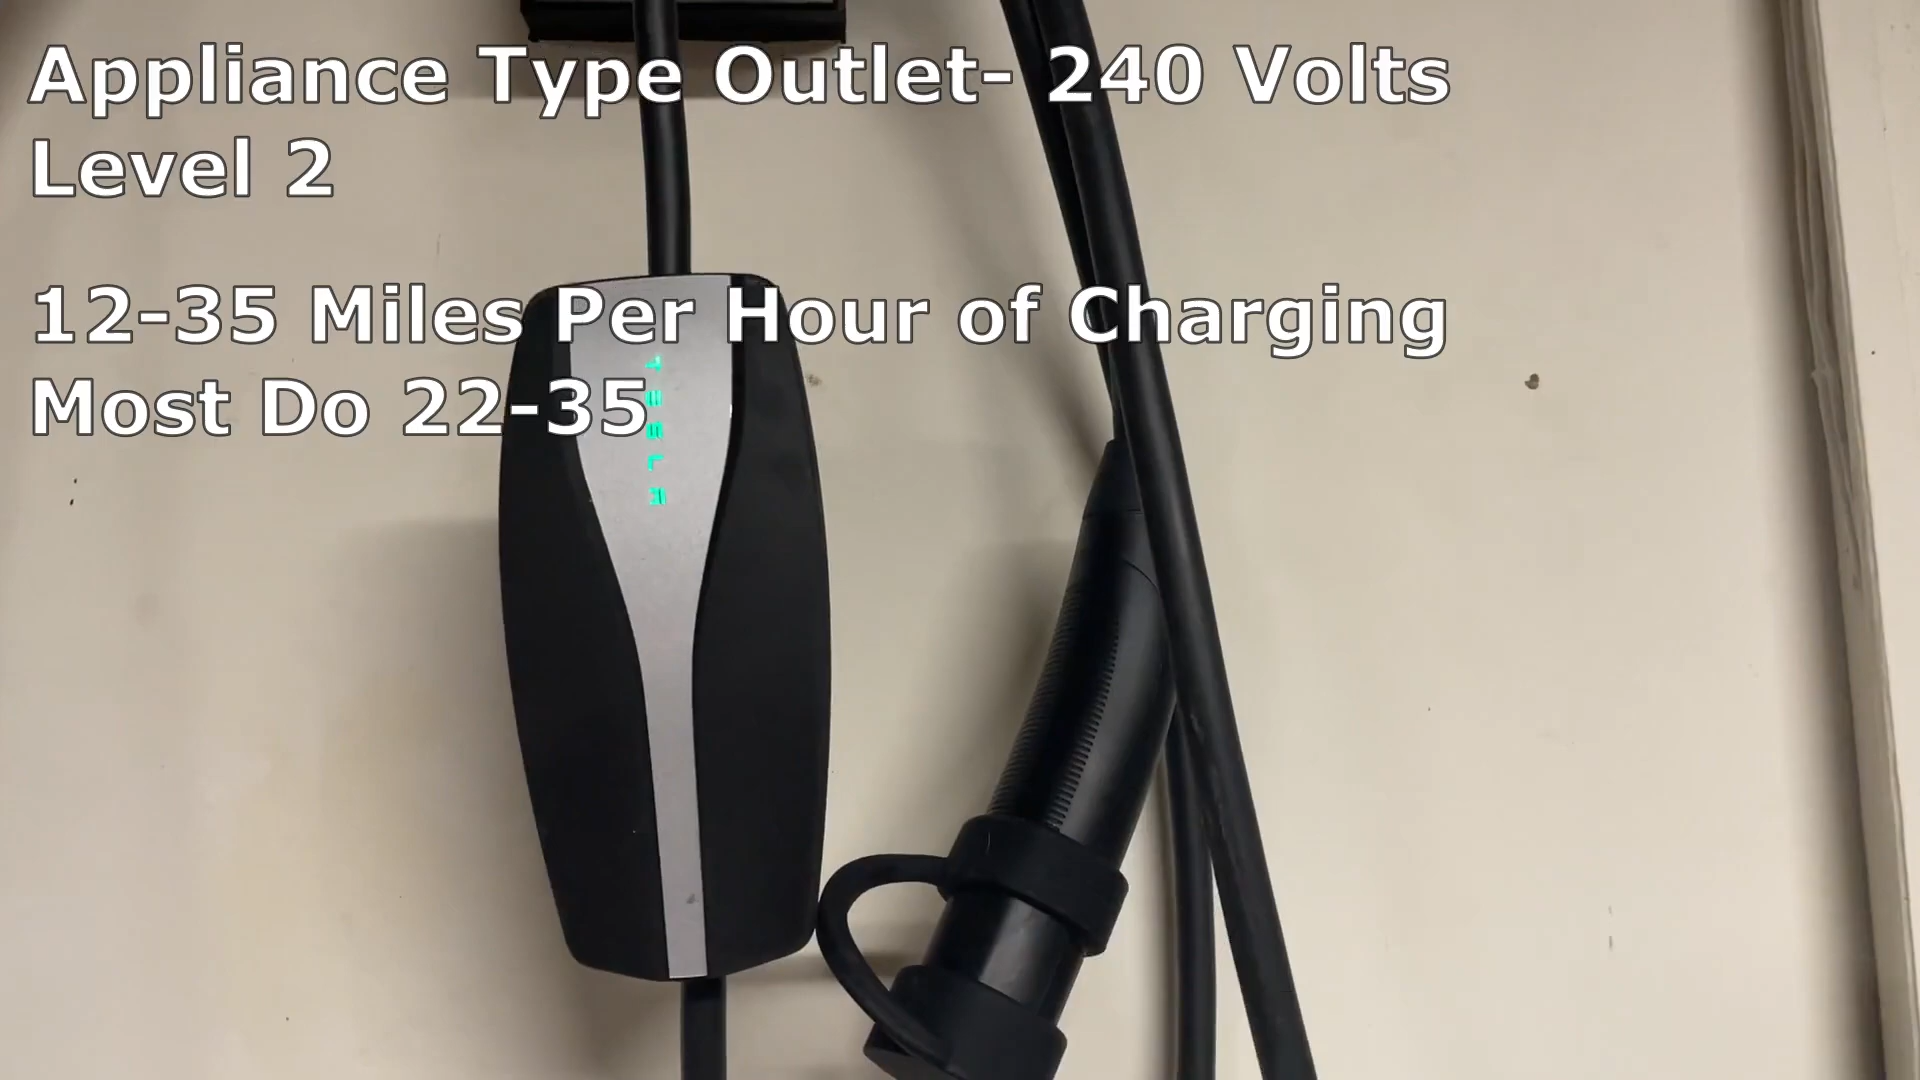 Appliance Type Outlet- 240 Volts
Level 2
12-35 Miles Per Hour of Charging
Most Do 22-35
TESLA